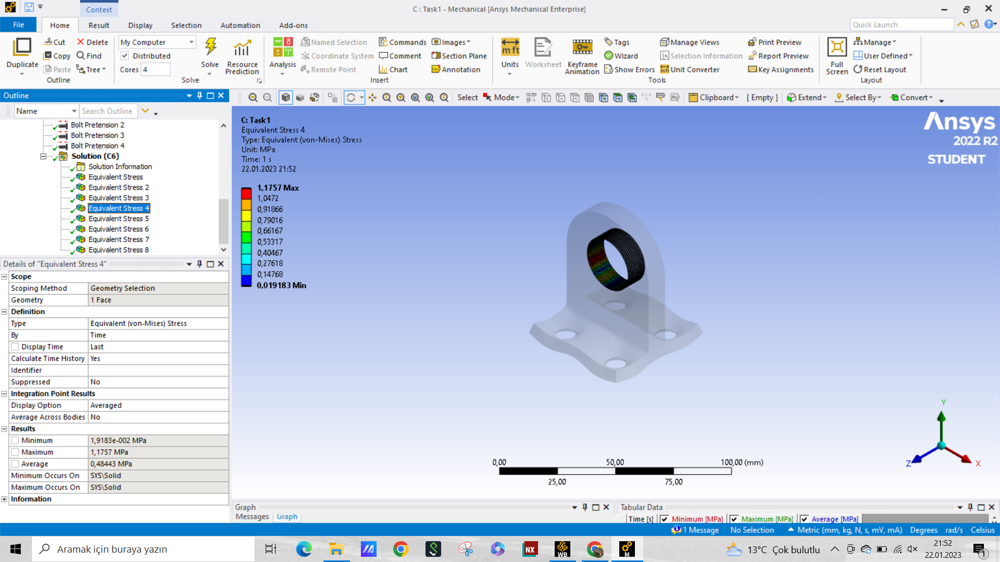 Context
C : Task1 - Mechanical [Ansys Mechanical Enterprise]
File
Home
Result
Display
Selection
Automation
Add-ons
Quick Launch
Duplicate
Cut
Copy
Paste
Delete
Find
Tree
Outline
My Computer
Distributed
Cores 4
Solve
Resource Prediction
Solve
Analysis
Named Selection
Coordinate System
Remote Point
Commands
Comment
Chart
Images
Section Plane
Annotation
Insert
Units
Worksheet
Keyframe Animation
Tags
Wizard
Show Errors
Manage Views
Selection Information
Unit Converter
Print Preview
Report Preview
Key Assignments
Tools
Full Screen
Manage
User Defined
Reset Layout
Layout
Outline
Name
Search Outline
Select
Mode
Clipboard
[ Empty ]
Extend
Select By
Convert
Bolt Pretension 2
Bolt Pretension 3
Bolt Pretension 4
Solution (C6)
Solution Information
Equivalent Stress
Equivalent Stress 2
Equivalent Stress 3
Equivalent Stress 4
Equivalent Stress 5
Equivalent Stress 6
Equivalent Stress 7
Equivalent Stress 8
Details of "Equivalent Stress 4"
Scope
Scoping Method Geometry Selection
Geometry 1 Face
Definition
Type Equivalent (von-Mises) Stress
By Time
Display Time Last
Calculate Time History Yes
Identifier
Suppressed No
Integration Point Results
Display Option Averaged
Average Across Bodies No
Results
Minimum 1,9183e-002 MPa
Maximum 1,1757 MPa
Average 0,48443 MPa
Minimum Occurs On SYS\Solid
Maximum Occurs On SYS\Solid
Information
C: Task1
Equivalent Stress 4
Type: Equivalent (von-Mises) Stress
Unit: MPa
Time: 1 s
22.01.2023 21:52
1,1757 Max
1,0472
0,91866
0,79016
0,66167
0,53317
0,40467
0,27618
0,14768
0,019183 Min
Ansys
2022 R2
STUDENT
Y
Z
X
0,00 50,00 100,00 (mm)
25,00 75,00
Graph
Messages Graph
Tabular Data
Time [s] Minimum [MPa] Maximum [MPa] Average [MPa]
1 Message No Selection Metric (mm, kg, N, s, mV, mA) Degrees rad/s Celsius
Aramak için buraya yazın
NX
WB
M
13°C Çok bulutlu
21:52
22.01.2023
1